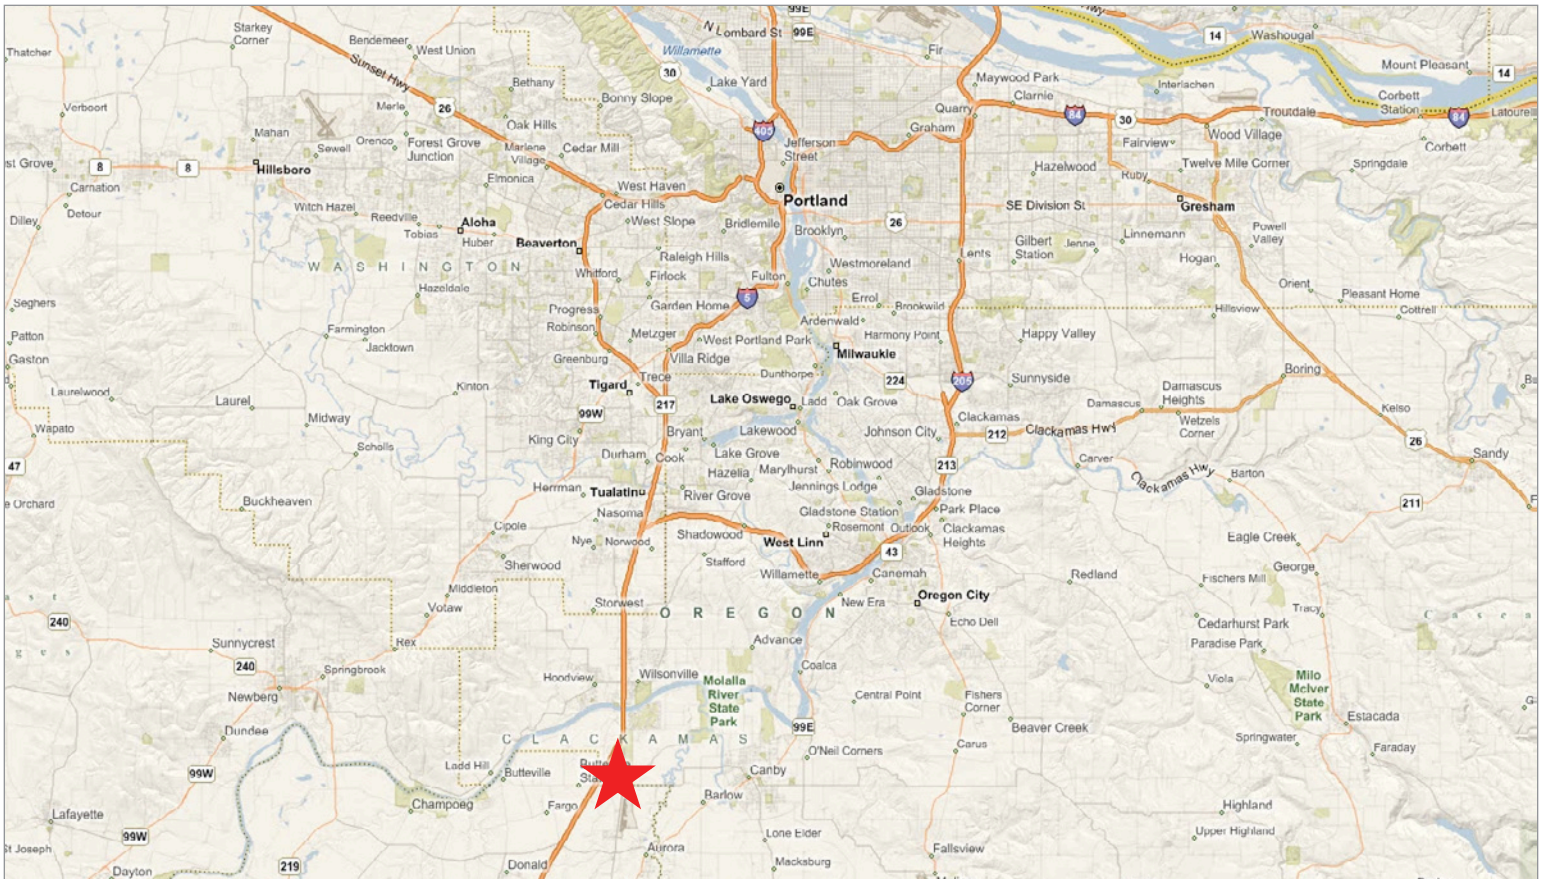 99E
Hwy
Starkey
Corner
N Lombard St
99E
14
Washougal
Bendemeer
West Union
Willamette
Fir
Thatcher
Sunset Hwy
30
Lake Yard
Maywood Park
Mount Pleasant
14
Bethany
Interlachen
Clarnie
Verboort
Merle
26
Bonny Slope
Quarry
84
30
Troutdale
Corbett
Station
84
Oak Hills
405
Graham
Mahan
Sewell
Orenco
Forest Grove
Junction
Marlene
Village
Cedar Mill
Jefferson
Street
Fairview
Wood Village
Corbett
8
8
Hillsboro
Hazelwood
Twelve Mile Corner
Springdale
Carnation
Elmonica
West Haven
Ruby
Witch Hazel
Reedville
Cedar Hills
Portland
SE Division St
Gresham
Dilley
Detour
Aloha
West Slope
Bridlemile
26
Tobias
Huber
Beaverton
Brooklyn
Gilbert
Station
Jenne
Linnemann
Powell
Valley
WASHINGTON
Raleigh Hills
Westmoreland
Lents
Hogan
Whitford
Firlock
Fulton
Chutes
Hazeldale
5
Orient
Pleasant Home
Seghers
Progress
Garden Home
Errol
Brookwild
Hillsview
Cottrell
Robinson
Metzger
Ardenwald
Harmony Point
Happy Valley
Patton
Farmington
Jacktown
West Portland Park
Gaston
Greenburg
Villa Ridge
Milwaukie
Dunthorpe
224
205
Sunnyside
Boring
Trece
Tigard
Laurelwood
Laurel
Kinton
Lake Oswego
Ladd
Oak Grove
Damascus
Damascus
Heights
217
99W
Midway
Clackamas
Wetzels
Corner
Kelso
Wapato
King City
Bryant
Lakewood
Johnson City
212
Clackamas Hwy
26
Scholls
Durham
Cook
Lake Grove
47
Hazelia
Marylhurst
Robinwood
213
Carver
Clackamas Hwy
Barton
Sandy
Herrman
Tualatin
River Grove
Jennings Lodge
Gladstone
211
Buckheaven
Nasoma
Gladstone Station
Park Place
Cipole
Shadowood
Rosemont
Outlook
Clackamas
Heights
Nye
Norwood
West Linn
Eagle Creek
Sherwood
Stafford
43
Willamette
Canemah
Redland
Fischers Mill
George
Middleton
Votaw
Storwest
OREGON
New Era
Oregon City
Tracy
240
Echo Dell
Cedarhurst Park
Sunnycrest
Rex
Advance
Paradise Park
240
Springbrook
Coalca
Newberg
Hoodview
Wilsonville
Molalla
River
State
Park
Central Point
Fishers
Corner
Viola
Milo
McIver
State
Park
Estacada
Dundee
99E
Beaver Creek
CLACKAMAS
O'Neil Corners
Carus
Springwater
Faraday
99W
Ladd Hill
Butteville
Canby
Champoeg
Fargo
Barlow
Highland
Lafayette
99W
Lone Elder
Upper Highland
St Joseph
219
Aurora
Fallsview
Dayton
Donald
Macksburg